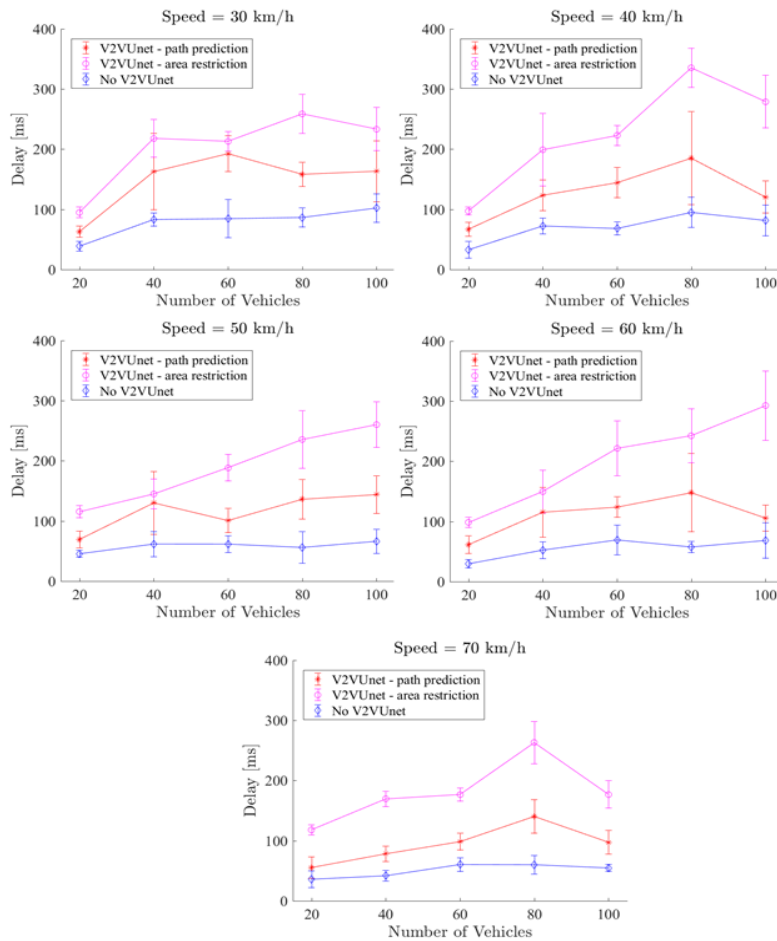 Speed = 30 km/h
V2VUnet - path prediction
V2VUnet - area restriction
No V2VUnet
Delay [ms]
400
300
200
100
0
20 40 60 80 100
Number of Vehicles
Speed = 40 km/h
V2VUnet - path prediction
V2VUnet - area restriction
No V2VUnet
Delay [ms]
400
300
200
100
0
20 40 60 80 100
Number of Vehicles
Speed = 50 km/h
V2VUnet - path prediction
V2VUnet - area restriction
No V2VUnet
Delay [ms]
400
300
200
100
0
20 40 60 80 100
Number of Vehicles
Speed = 60 km/h
V2VUnet - path prediction
V2VUnet - area restriction
No V2VUnet
Delay [ms]
400
300
200
100
0
20 40 60 80 100
Number of Vehicles
Speed = 70 km/h
V2VUnet - path prediction
V2VUnet - area restriction
No V2VUnet
Delay [ms]
400
300
200
100
0
20 40 60 80 100
Number of Vehicles